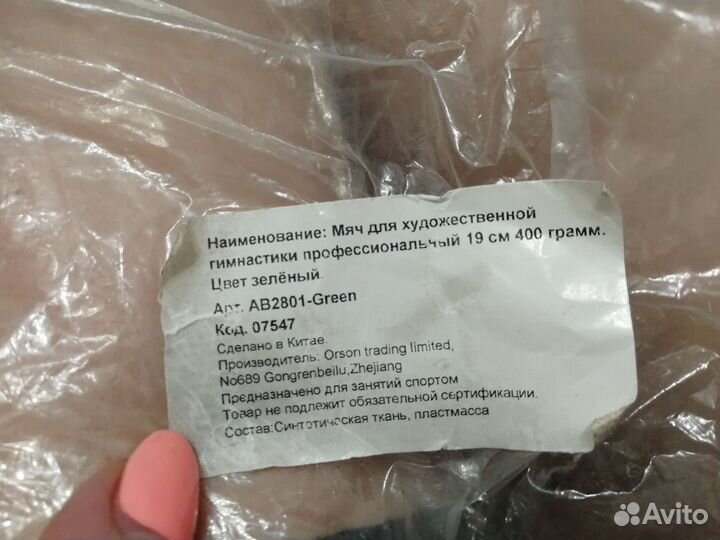 Наименование: Мяч для художественной
гимнастики профессиональный 19 см 400 грамм.
Цвет зелёный.
Арт. AB2801-Green
Код. 07547
Сделано в Китае.
Производитель: Orson trading limited,
No689 Gongrenbeilu,Zhejiang
Предназначено для занятий спортом
Товар не подлежит обязательной сертификации.
Состав:Синтетическая ткань, пластмасса
Avito